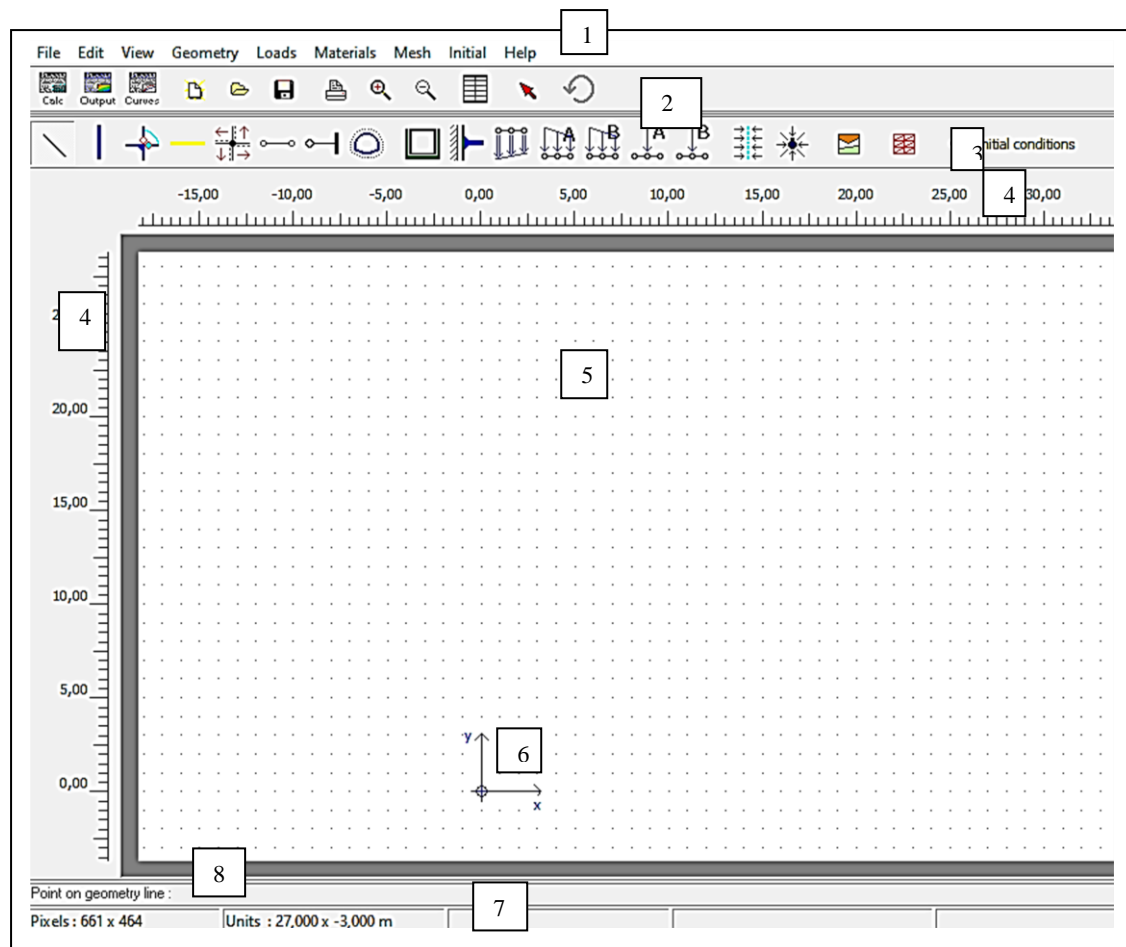 1
File Edit View Geometry Loads Materials Mesh Initial Help
2
Calc Output Curves
A B A B
3
nitial conditions
4
-15,00 -10,00 -5,00 0,00 5,00 10,00 15,00 20,00 25,00 30,00
4
5
20,00
15,00
10,00
5,00
y
6
0,00
x
8
Point on geometry line :
7
Pixels : 661 x 464 Units : 27,000 x -3,000 m